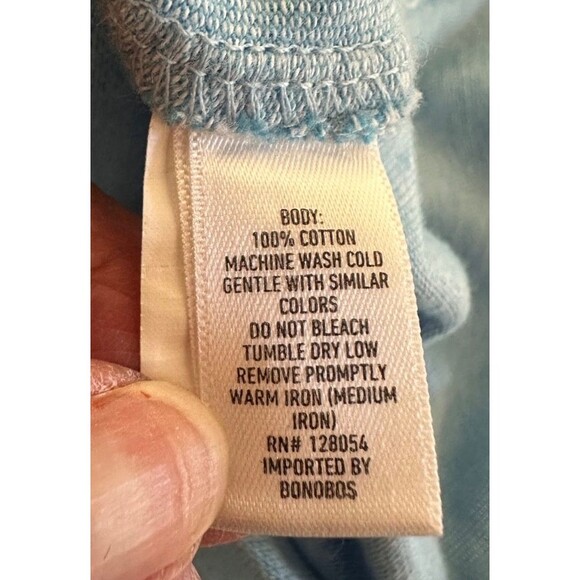 BODY:
100% COTTON
MACHINE WASH COLD
GENTLE WITH SIMILAR
COLORS
DO NOT BLEACH
TUMBLE DRY LOW
REMOVE PROMPTLY
WARM IRON (MEDIUM
IRON)
RN# 128054
IMPORTED BY
BONOBOS